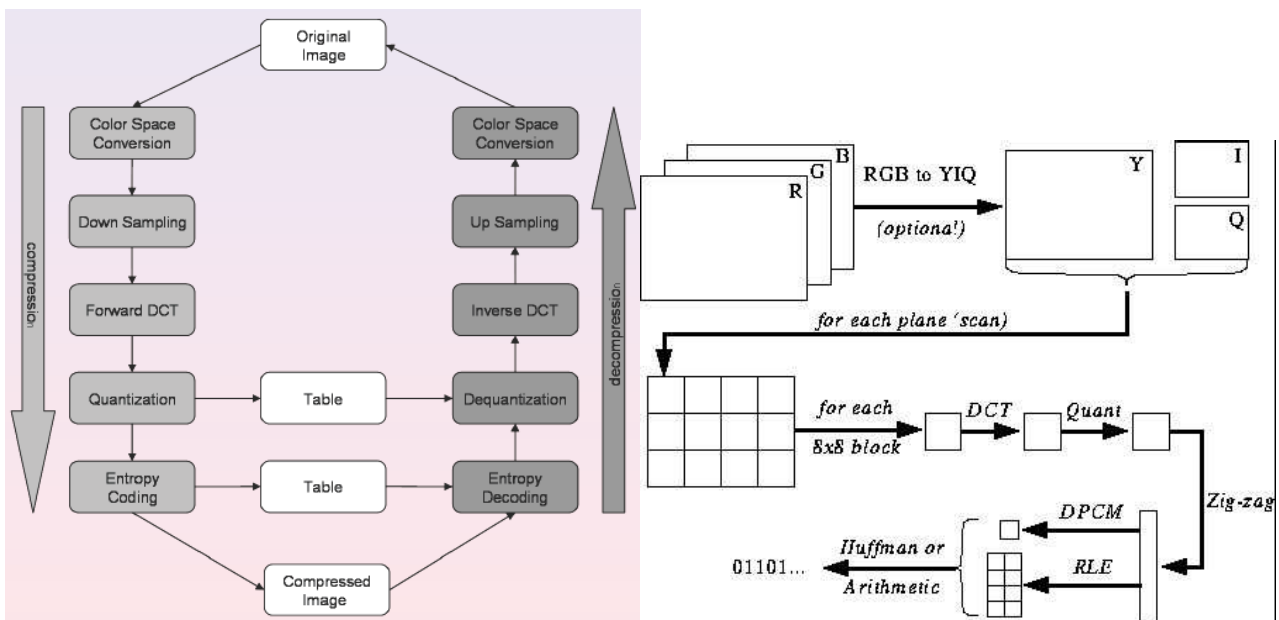 Original
Image
Color Space
Conversion
Down Sampling
Forward DCT
Quantization
Entropy
Coding
compression
Table
Table
Compressed
Image
Color Space
Conversion
Up Sampling
Inverse DCT
Dequantization
Entropy
Decoding
decompression
R
G
B
RGB to YIQ
(optional)
Y
I
Q
for each plane (scan)
for each
8x8 block
DCT
Quant
Zig-zag
DPCM
RLE
Huffman or
Arithmetic
01101...